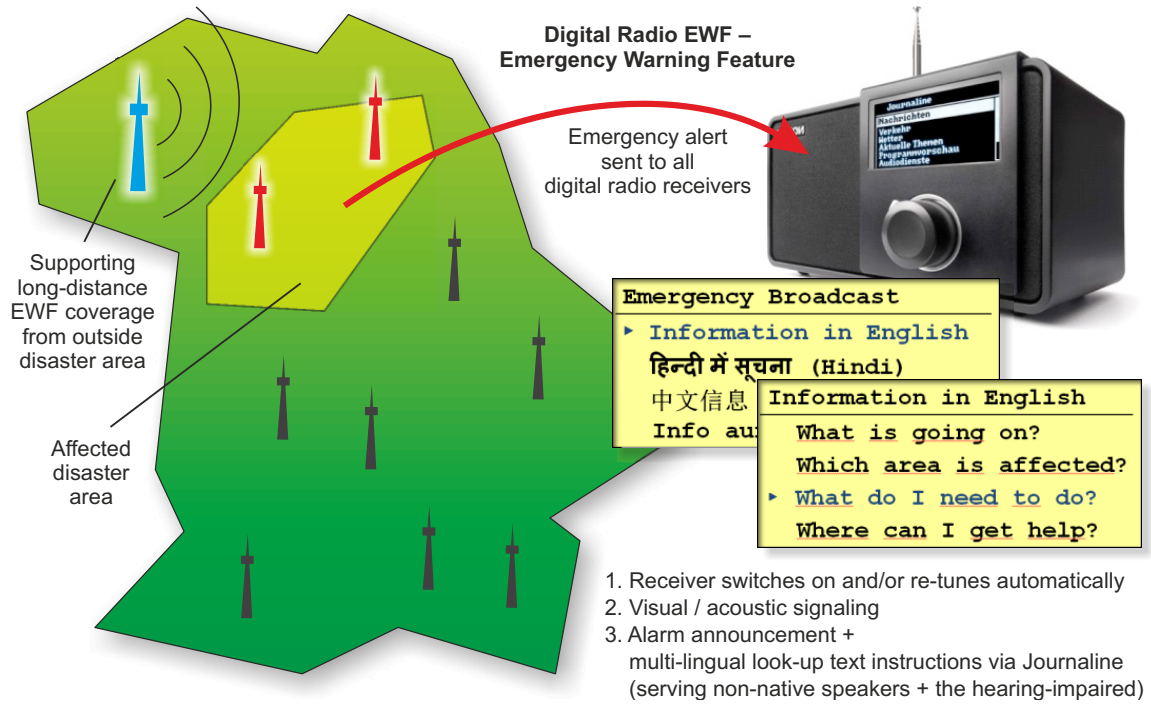 Digital Radio EWF –
Emergency Warning Feature
Emergency alert
sent to all
digital radio receivers
Journaline
Nachrichten
Verkehr
Wetter
Aktuelle Themen
Programmvorschau
Audiodienste
Supporting
long-distance
EWF coverage
from outside
disaster area
Affected
disaster
area
Emergency Broadcast
▸ Information in English
हिन्दी में सूचना (Hindi)
中文信息
Info
Information in English
What is going on?
Which area is affected?
▸ What do I need to do?
Where can I get help?
1. Receiver switches on and/or re-tunes automatically
2. Visual / acoustic signaling
3. Alarm announcement +
multi-lingual look-up text instructions via Journaline
(serving non-native speakers + the hearing-impaired)